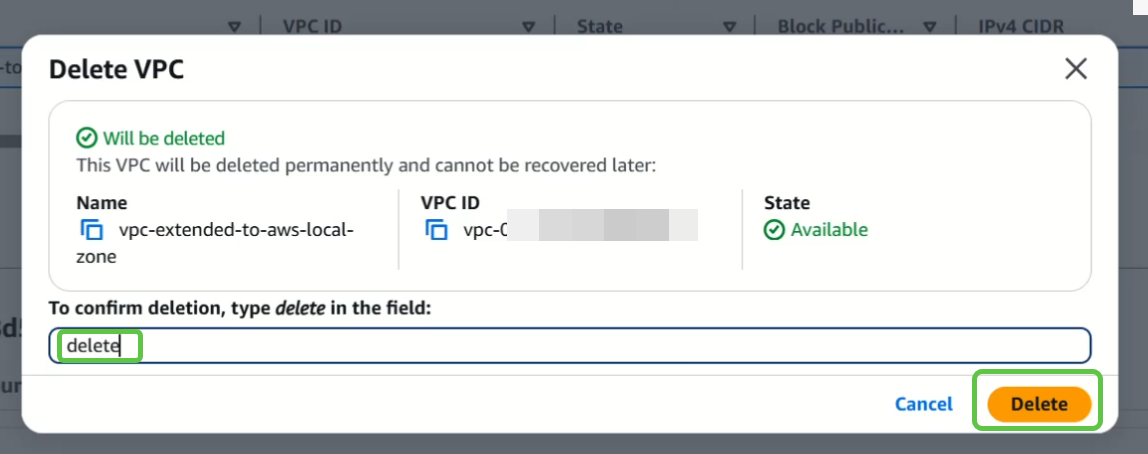 VPC ID State Block Public... IPv4 CIDR
-to
Delete VPC
Will be deleted
This VPC will be deleted permanently and cannot be recovered later:
Name VPC ID State
vpc-extended-to-aws-local-
zone
vpc-0
Available
To confirm deletion, type delete in the field:
delete
Cancel Delete